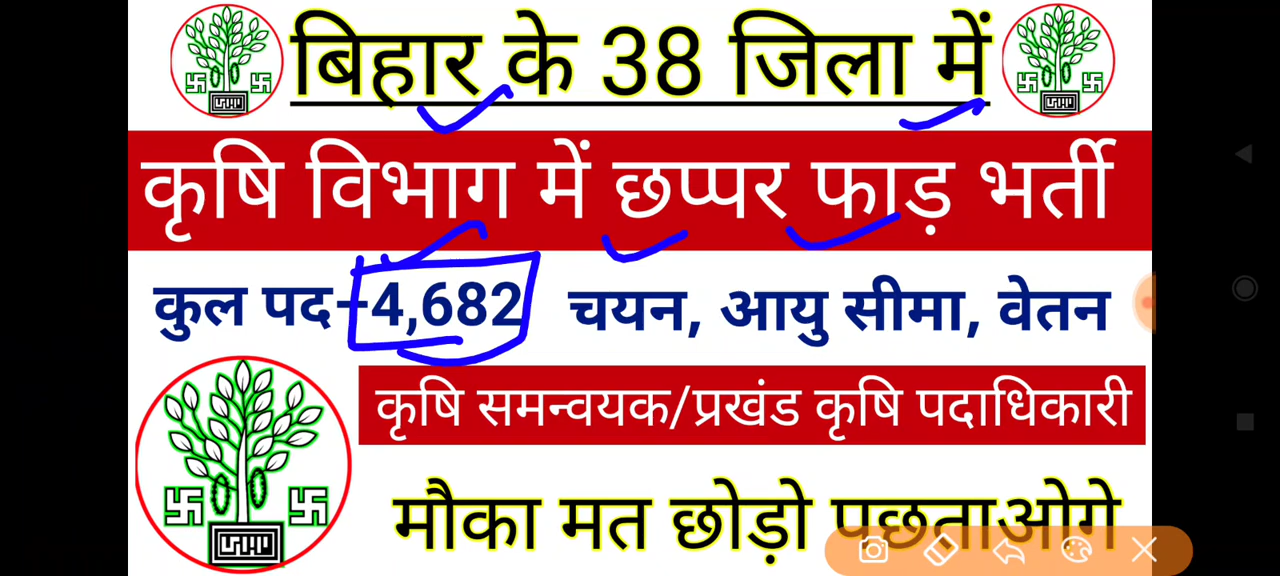 बिहार के 38 जिला में
कृषि विभाग में छप्पर फाड़ भर्ती
कुल पद-4,682 चयन, आयु सीमा, वेतन
कृषि समन्वयक/प्रखंड कृषि पदाधिकारी
मौका मत छोड़ो पछताओगे